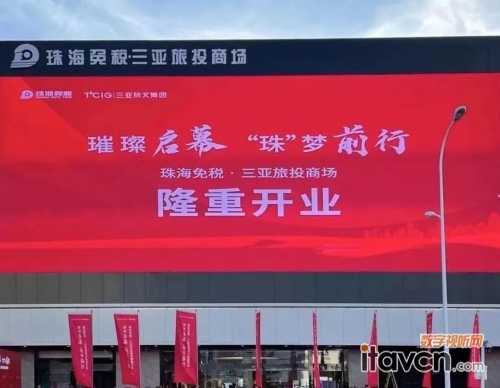 珠海免税·三亚旅投商场
珠海免税 TCIG 三亚旅文集团
璀璨启幕 “珠”梦前行
珠海免税·三亚旅投商场
隆重开业
数字视听网
itavcn.com